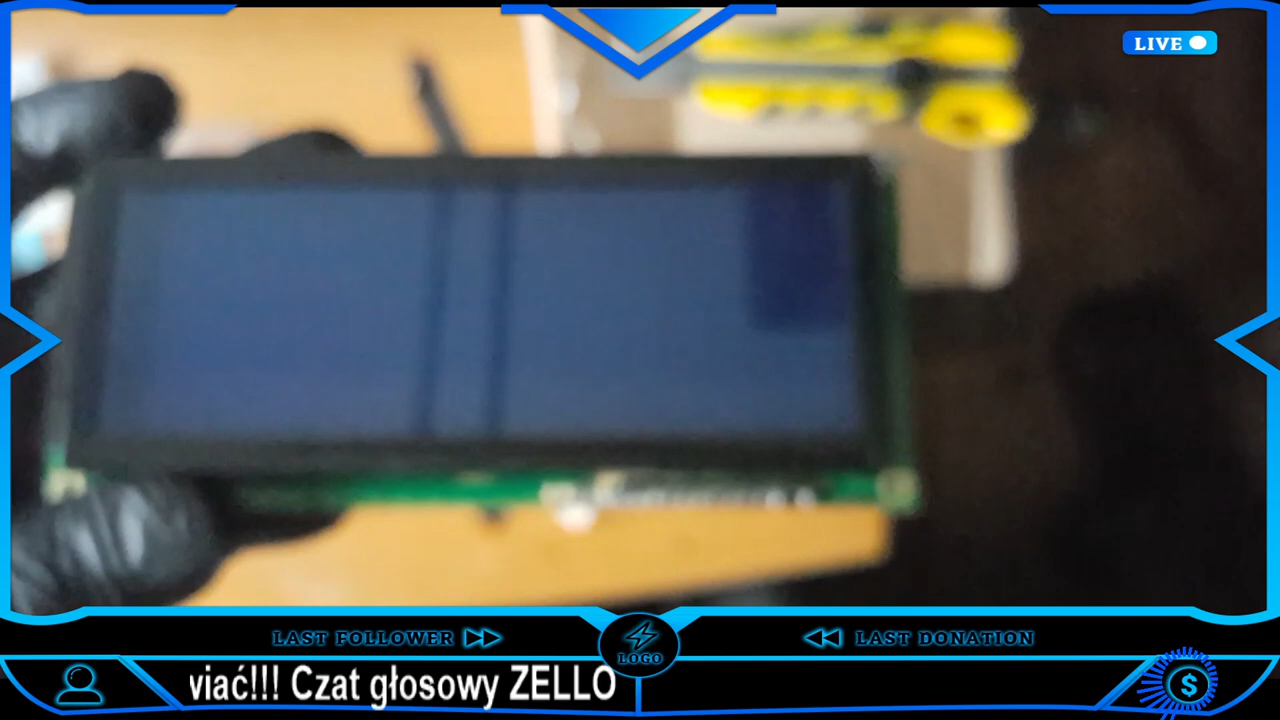 LIVE
LAST FOLLOWER
LOGO
LAST DONATION
viać!!! Czat głosowy ZELLO
$